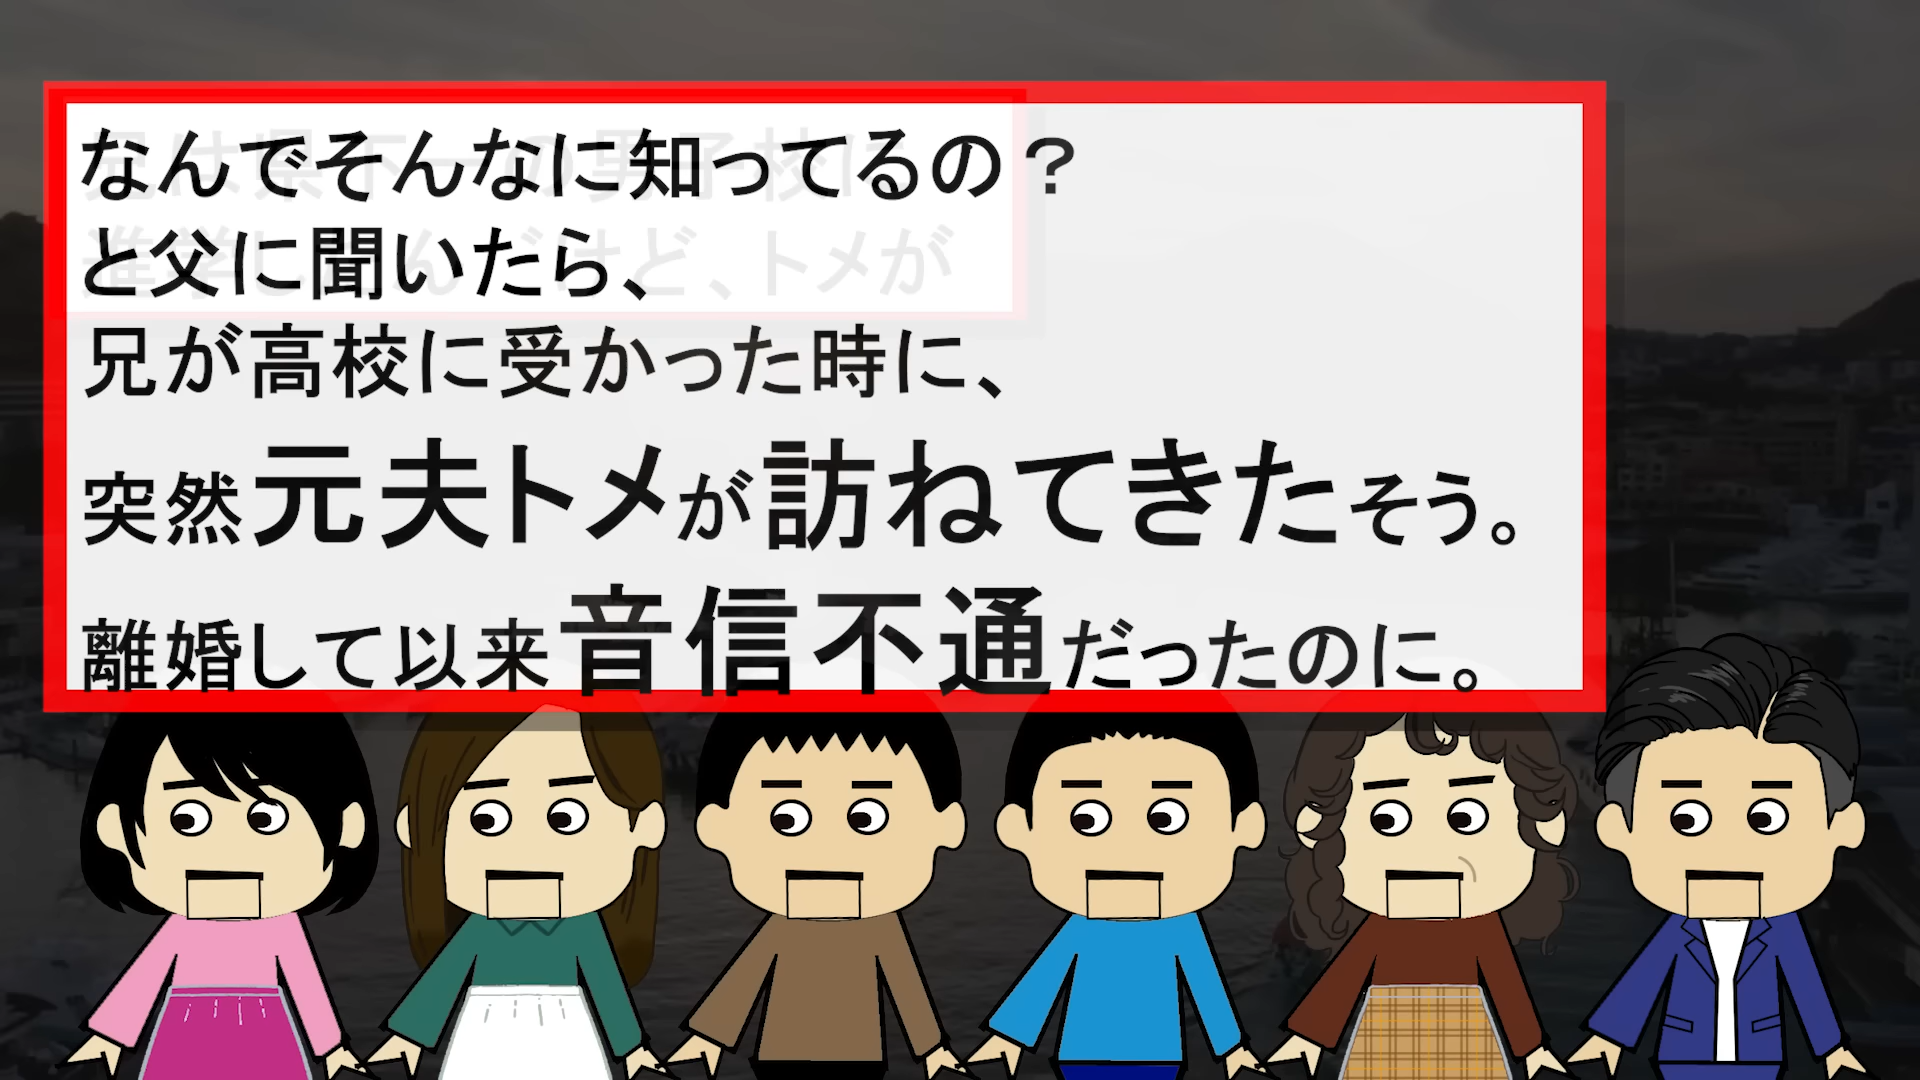 なんでそんなに知ってるの？
と父に聞いたら、
兄が高校に受かった時に、
突然元夫トメが訪ねてきたそう。
離婚して以来音信不通だったのに。